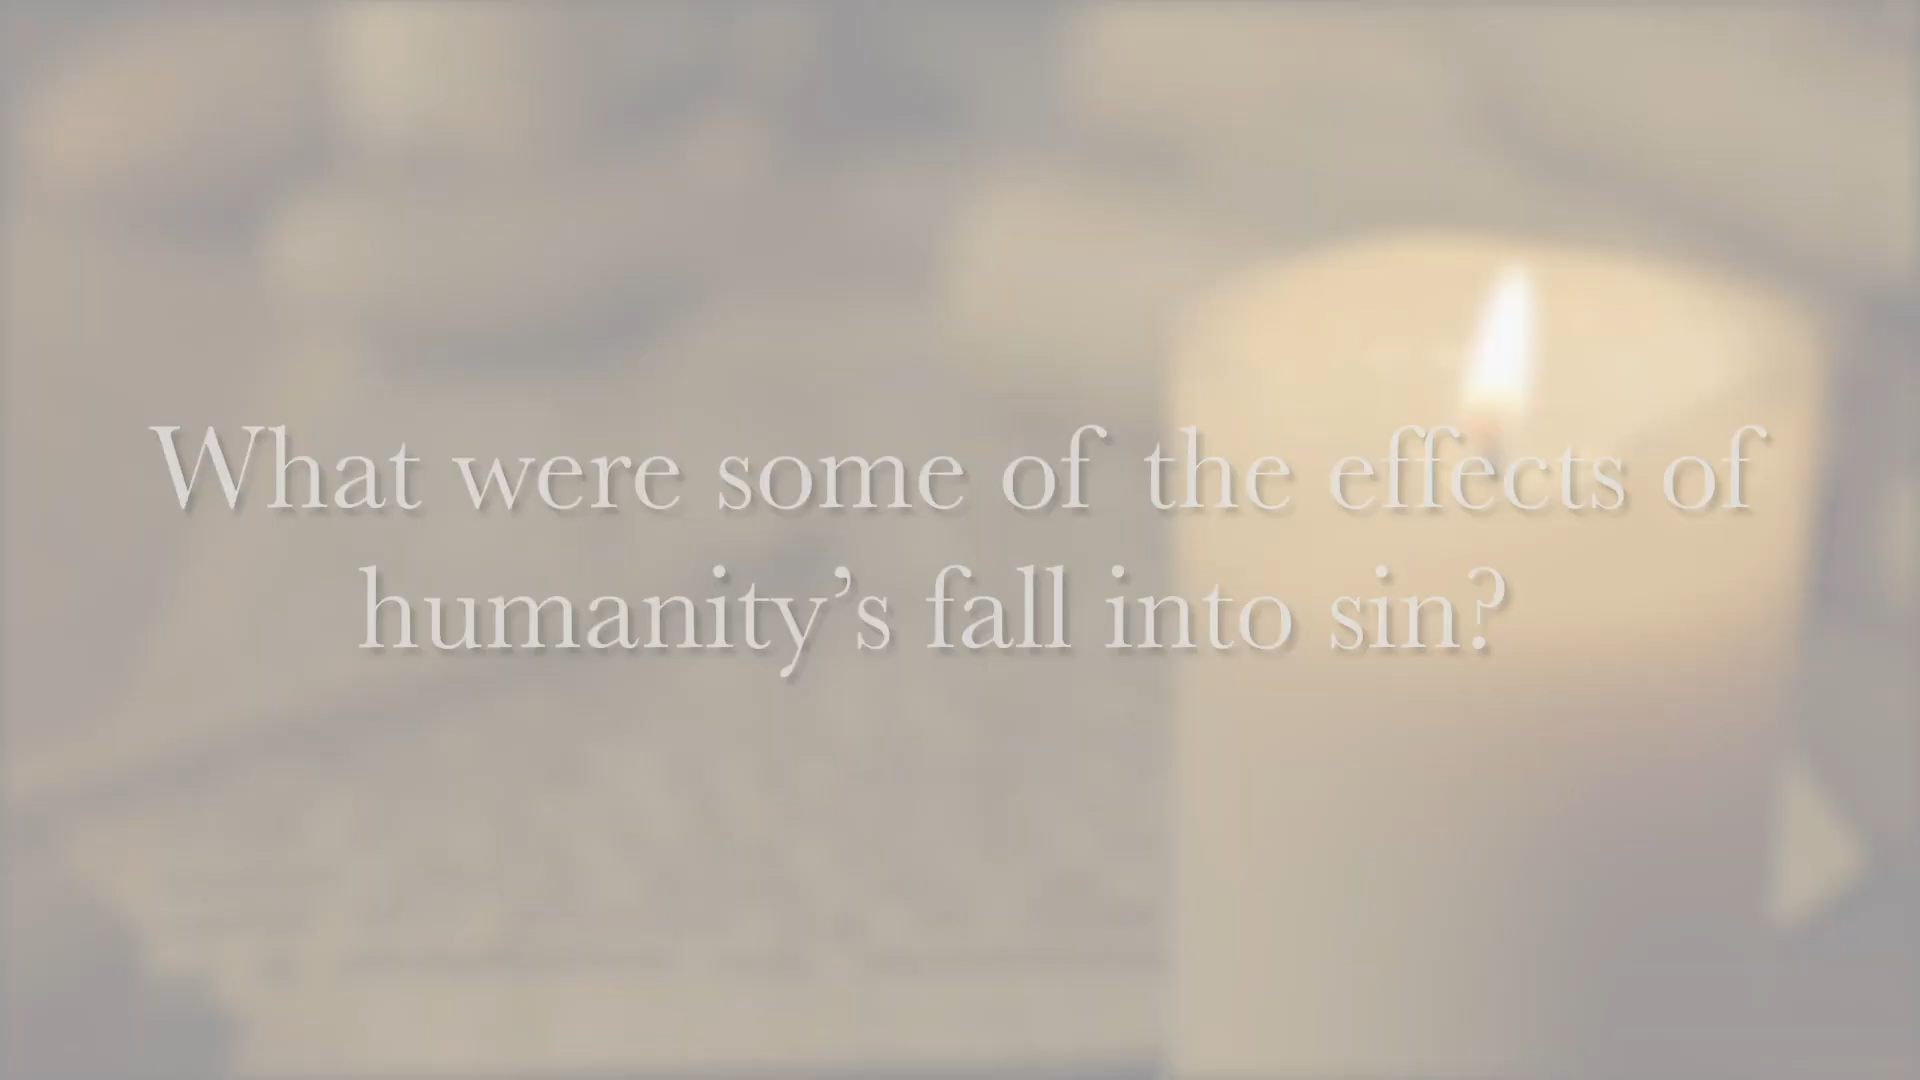 What were some of the effects of
humanity’s fall into sin?